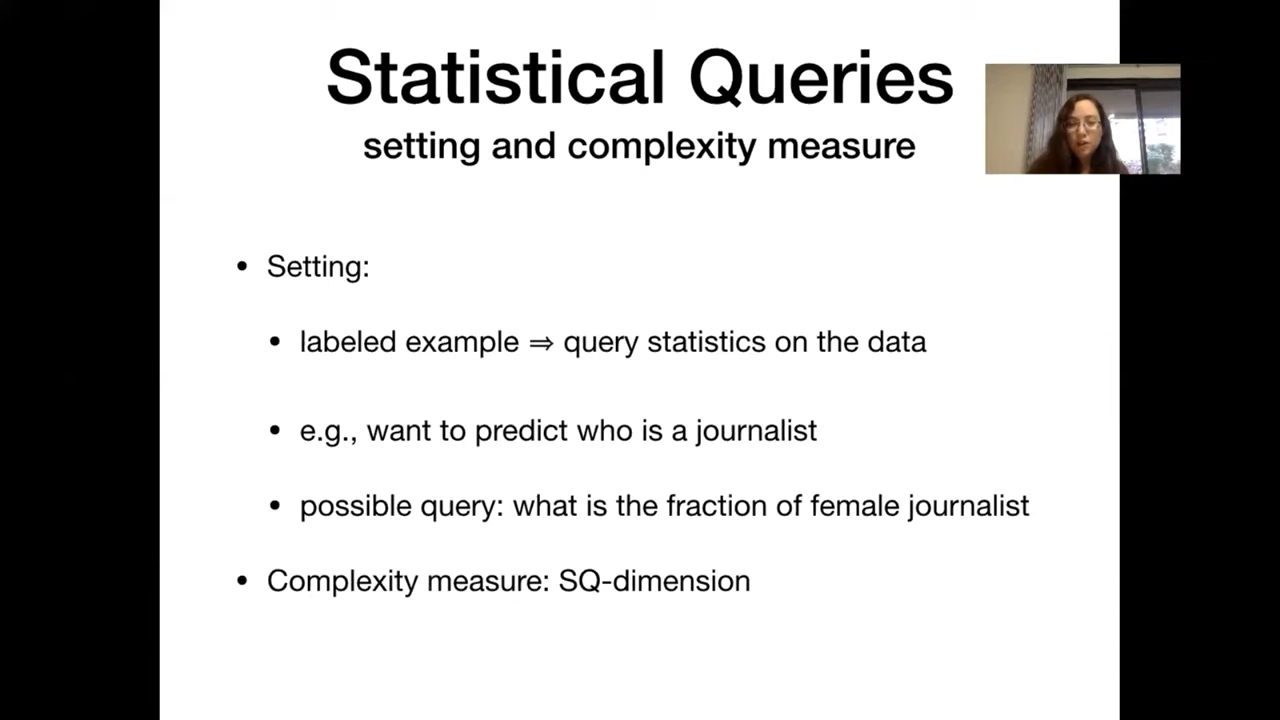 Statistical Queries
setting and complexity measure
• Setting:
• labeled example ⇒ query statistics on the data
• e.g., want to predict who is a journalist
• possible query: what is the fraction of female journalist
• Complexity measure: SQ-dimension